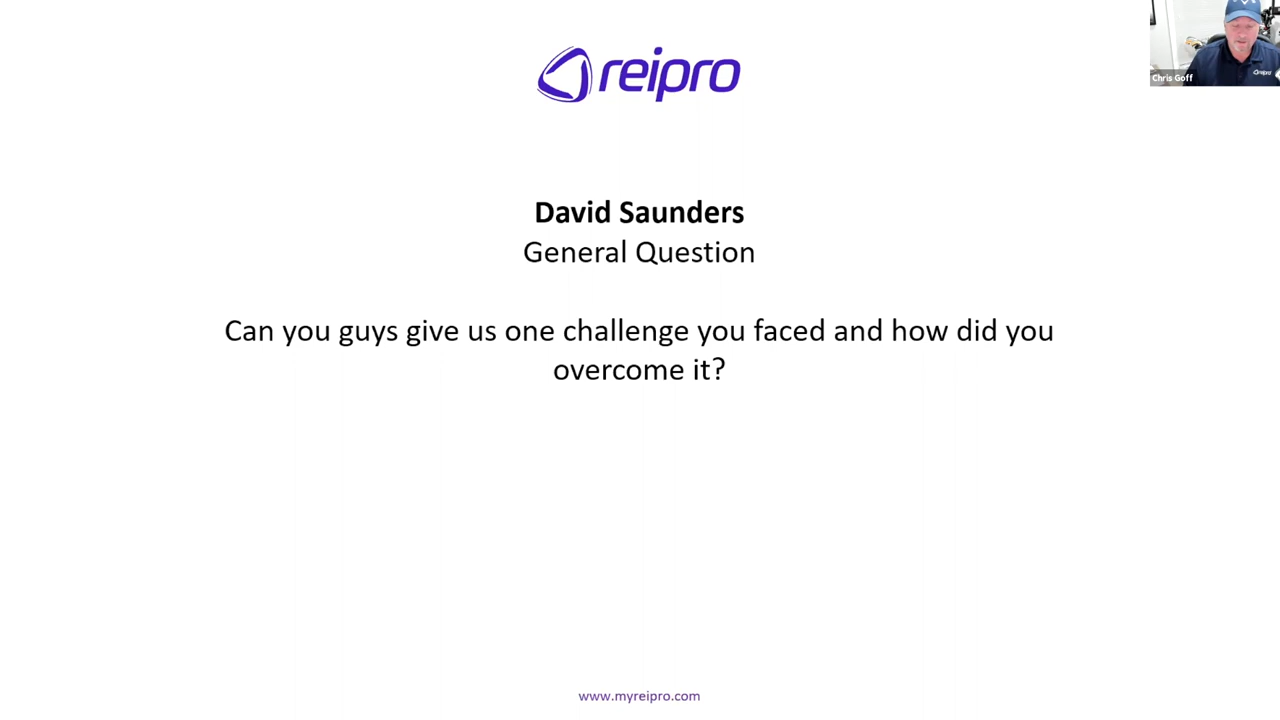 reipro
Chris Goff
reipro
David Saunders
General Question
Can you guys give us one challenge you faced and how did you
overcome it?
www.myreipro.com